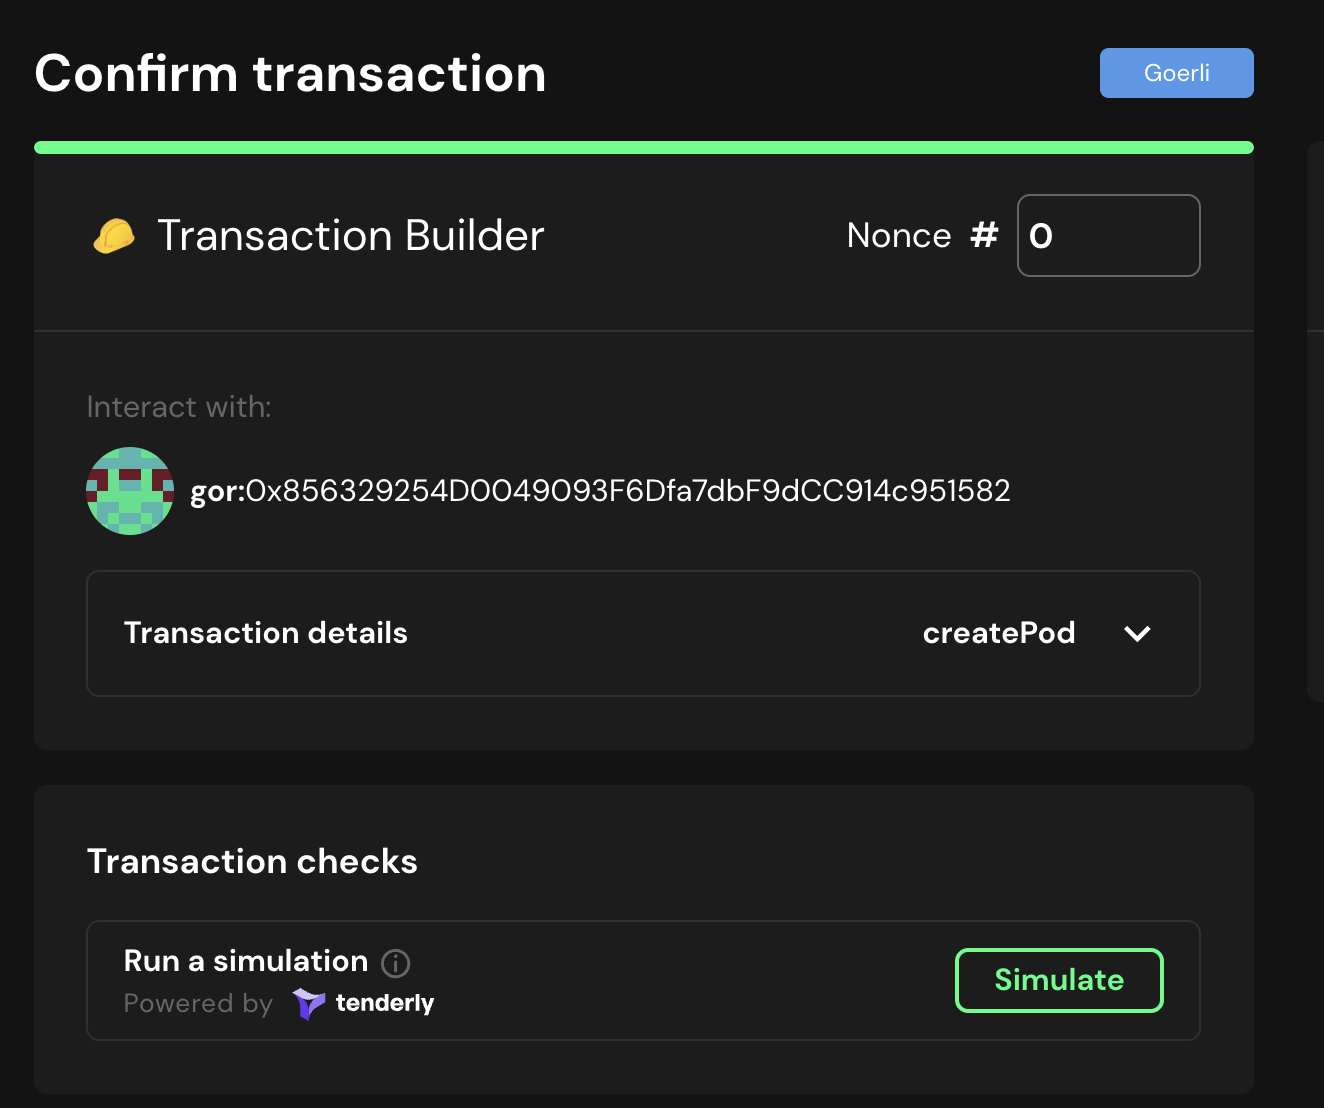 Confirm transaction
Goerli
Transaction Builder
Nonce # 0
Interact with:
gor:0x856329254D0049093F6Dfa7dbF9dCC914c951582
Transaction details
createPod
Transaction checks
Run a simulation
Powered by tenderly
Simulate